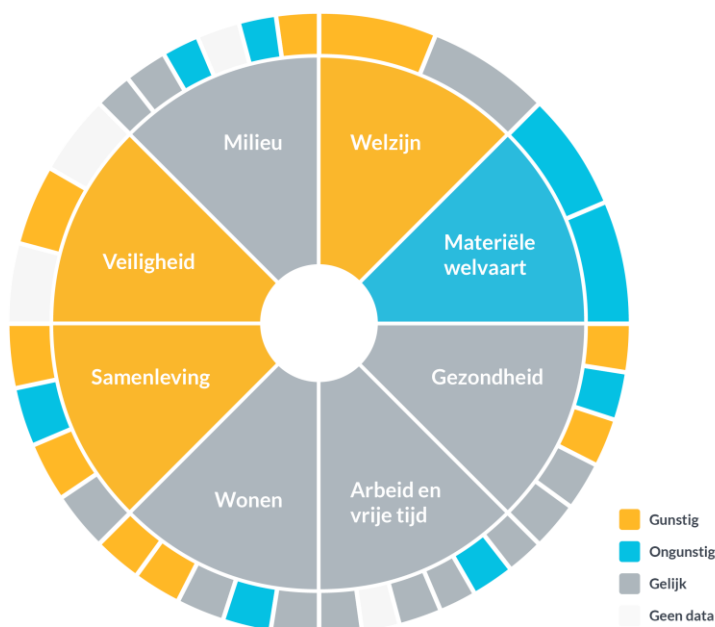 Milieu
Welzijn
Veiligheid
Materiële
welvaart
Samenleving
Gezondheid
Wonen
Arbeid en
vrije tijd
Gunstig
Ongunstig
Gelijk
Geen data